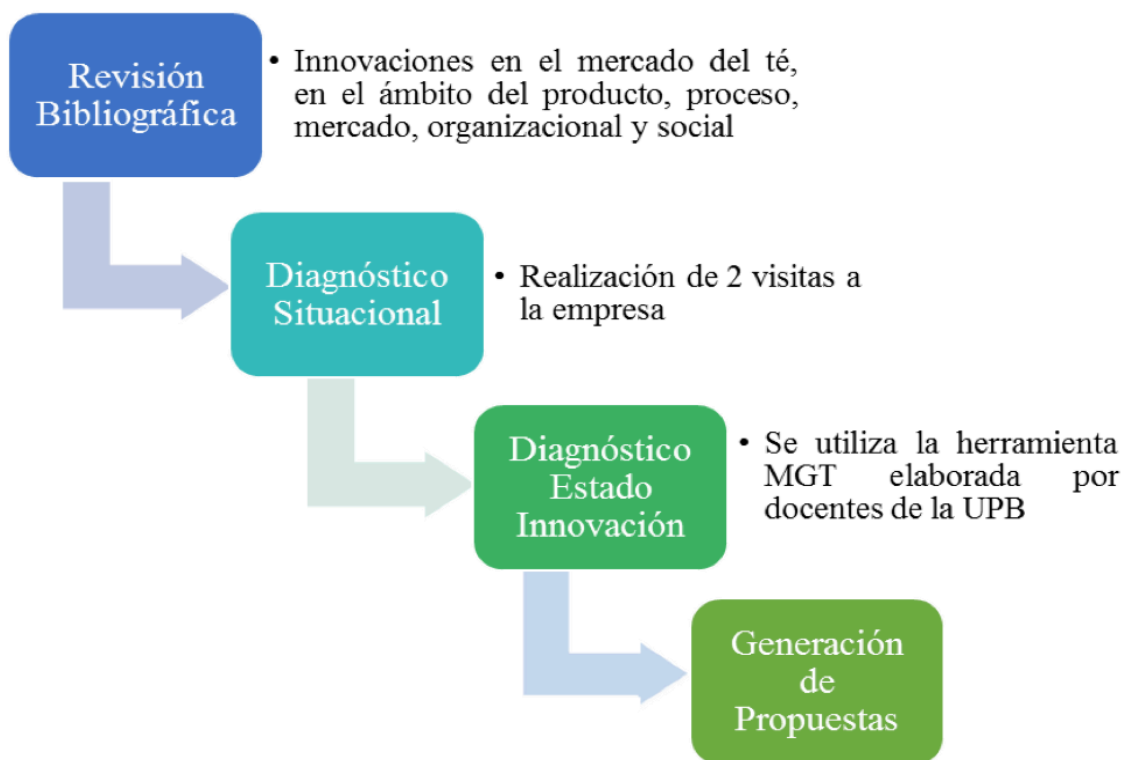 Revisión
Bibliográfica
• Innovaciones en el mercado del té,
en el ámbito del producto, proceso,
mercado, organizacional y social
Diagnóstico
Situacional
• Realización de 2 visitas a
la empresa
Diagnóstico
Estado
Innovación
• Se utiliza la herramienta
MGT elaborada por
docentes de la UPB
Generación
de
Propuestas